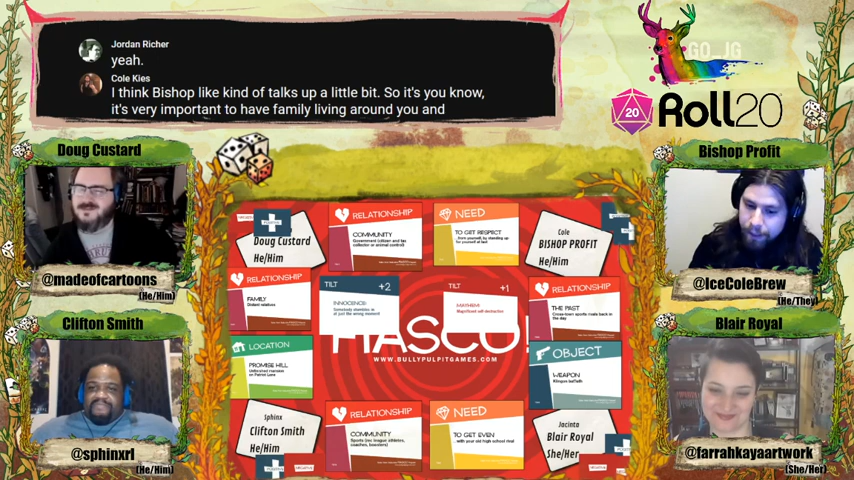 Jordan Richer
yeah.
Cole Kies
I think Bishop like kind of talks up a little bit. So it's you know,
it's very important to have family living around you and
GO_JG
20
Roll20
Doug Custard
Bishop Profit
RELATIONSHIP
COMMUNITY
Government (citizen and tax
collector or animal control)
NEED
TO GET RESPECT
...from yourself, by standing up
for yourself at last
Doug Custard
He/Him
Cole
BISHOP PROFIT
He/Him
@madeofcartoons
(He/Him)
@IceColeBrew
(He/They)
RELATIONSHIP
FAMILY
Distant relatives
TILT +2
INNOCENCE:
Somebody stumbles in
at just the wrong moment
TILT +1
MAYHEM:
Magnificent self-destruction
RELATIONSHIP
THE PAST
Cross-town sports rivals back in
the day
FIASCO
WWW.BULLYPULPITGAMES.COM
Clifton Smith
Blair Royal
LOCATION
PROMISE HILL
Unfinished mansion
on Patriot Lane
OBJECT
WEAPON
Klingon bat'leth
Sphinx
Clifton Smith
He/Him
RELATIONSHIP
COMMUNITY
Sports (rec league athletes,
coaches, boosters)
NEED
TO GET EVEN
...with your old high school rival
Jacinta
Blair Royal
She/Her
@sphinxrl
(He/Him)
@farrahkayaartwork
(She/Her)